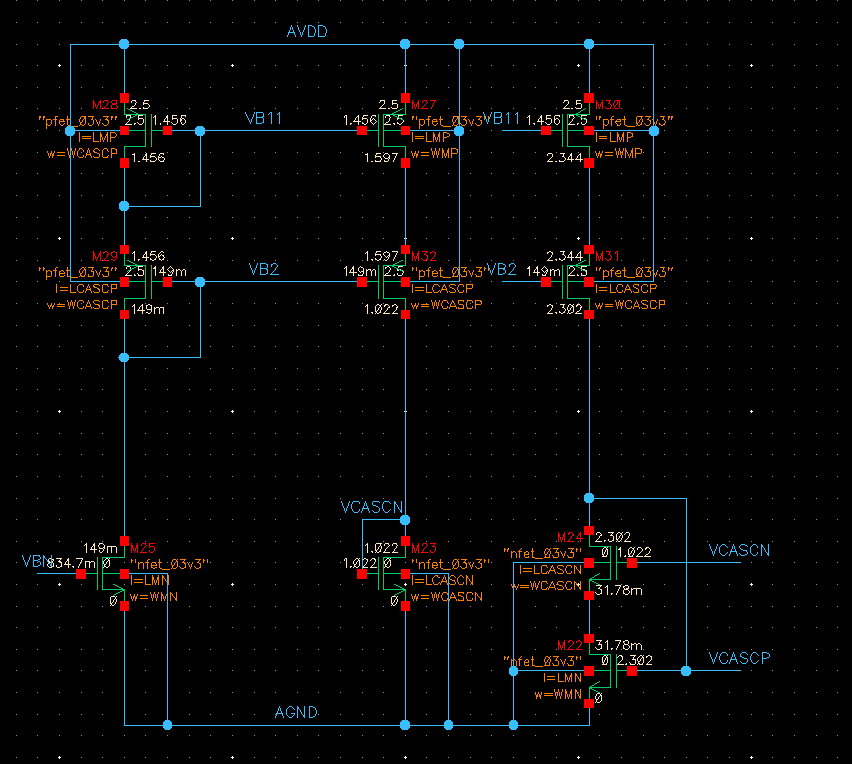 AVDD
M28 2.5
"pfet_03v3" 2.5 1.456
l=LMP
w=WCASCP 1.456
VB11
2.5 M27
1.456 2.5 "pfet_03v3"
l=LMP
1.597 w=WMP
VB11
2.5 M30
1.456 2.5 "pfet_03v3"
l=LMP
2.344 w=WMP
M29 1.456
"pfet_03v3" 2.5 149m
l=LCASCP
w=WCASCP 149m
VB2
1.597 M32
149m 2.5 "pfet_03v3"
l=LCASCP
1.022 w=WCASCP
VB2
2.344 M31
149m 2.5 "pfet_03v3"
l=LCASCP
2.302 w=WCASCP
149m M25
VBN 834.7m 0 "nfet_03v3"
l=LMN
0 w=WMN
VCASCN
1.022 M23
1.022 0 "nfet_03v3"
l=LCASCN
0 w=WCASCN
M24 2.302
"nfet_03v3" 0 1.022
l=LCASCN
w=WCASCN 31.78m
VCASCN
M22 31.78m
"nfet_03v3" 0 2.302
l=LMN
w=WMN 0
VCASCP
AGND